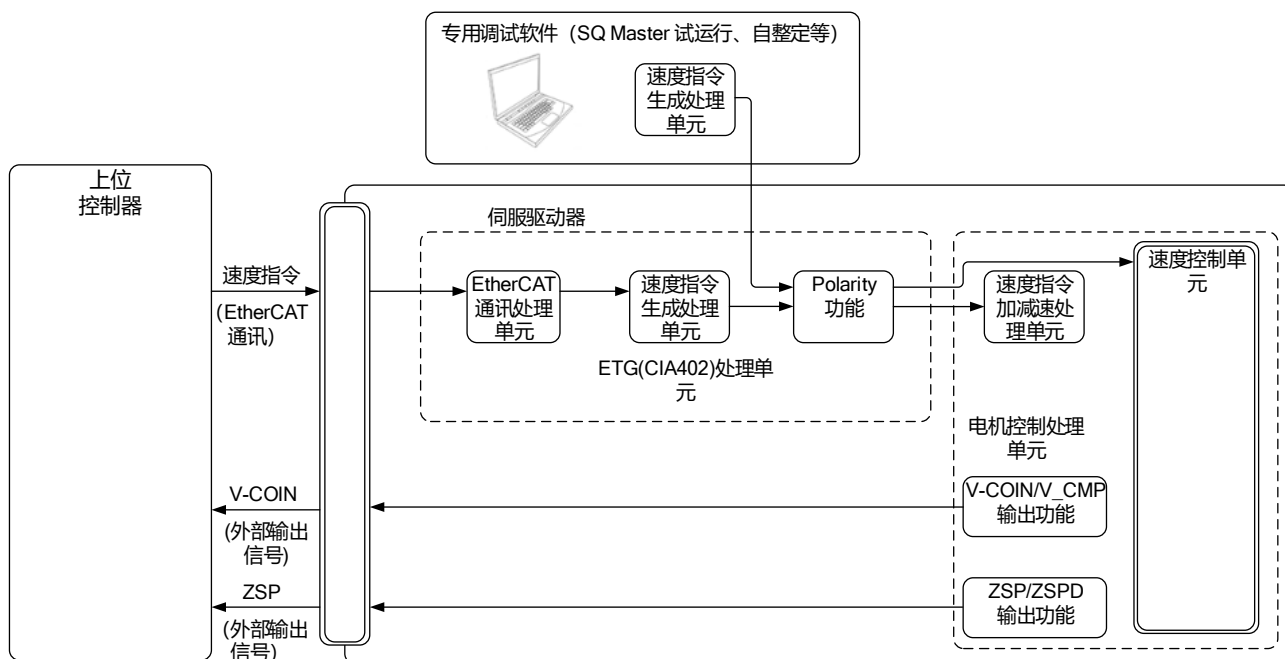 专用调试软件（SQ Master 试运行、自整定等）
速度指令
生成处理
单元
上位
控制器
伺服驱动器
速度指令
(EtherCAT
通讯）
EtherCAT
通讯处理
单元
速度指令
生成处理
单元
Polarity
功能
速度指令
加减速处
理单元
速度控制单
元
ETG(CIA402)处理单
元
电机控制处理
单元
V-COIN
(外部输出
信号)
V-COIN/V_CMP
输出功能
ZSP
(外部输出
信号)
ZSP/ZSPD
输出功能